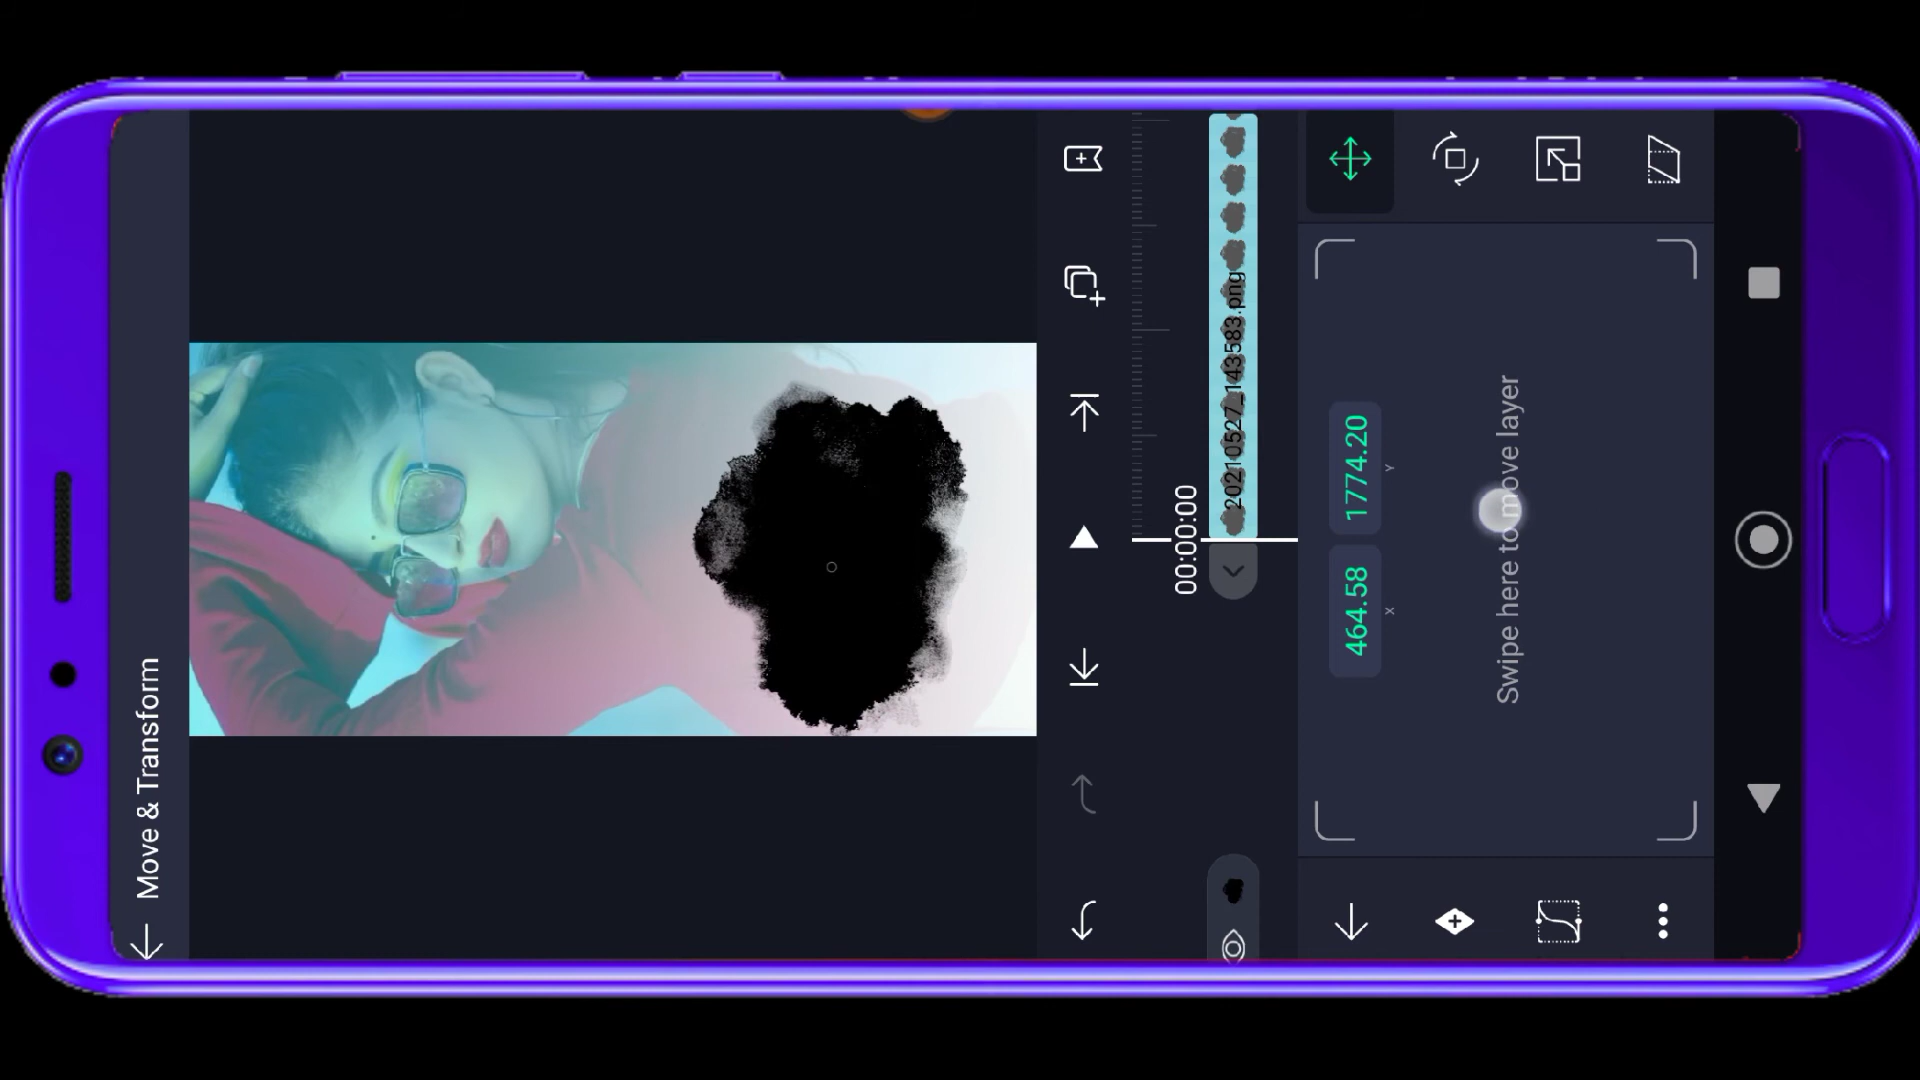 Move & Transform
00:00:00
20210527_143583.png
464.58
X
1774.20
Y
Swipe here to move layer